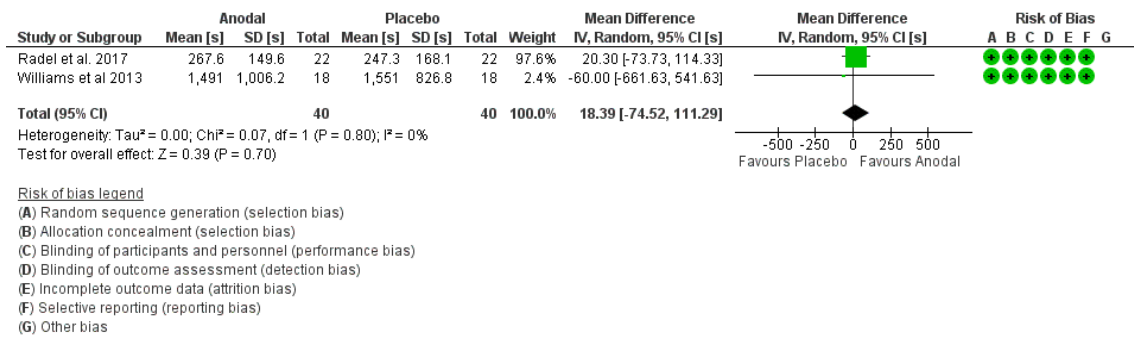 Anodal Placebo Mean Difference Mean Difference Risk of Bias
Study or Subgroup Mean [s] SD [s] Total Mean [s] SD [s] Total Weight IV, Random, 95% CI [s] IV, Random, 95% CI [s] A B C D E F G
Radel et al. 2017 267.6 149.6 22 247.3 168.1 22 97.6% 20.30 [-73.73, 114.33]
Williams et al 2013 1,491 1,006.2 18 1,551 826.8 18 2.4% -60.00 [-661.63, 541.63]
Total (95% CI) 40 40 100.0% 18.39 [-74.52, 111.29]
Heterogeneity: Tau² = 0.00; Chi² = 0.07, df = 1 (P = 0.80); I² = 0%
Test for overall effect: Z = 0.39 (P = 0.70)
-500 -250 0 250 500
Favours Placebo Favours Anodal
Risk of bias legend
(A) Random sequence generation (selection bias)
(B) Allocation concealment (selection bias)
(C) Blinding of participants and personnel (performance bias)
(D) Blinding of outcome assessment (detection bias)
(E) Incomplete outcome data (attrition bias)
(F) Selective reporting (reporting bias)
(G) Other bias